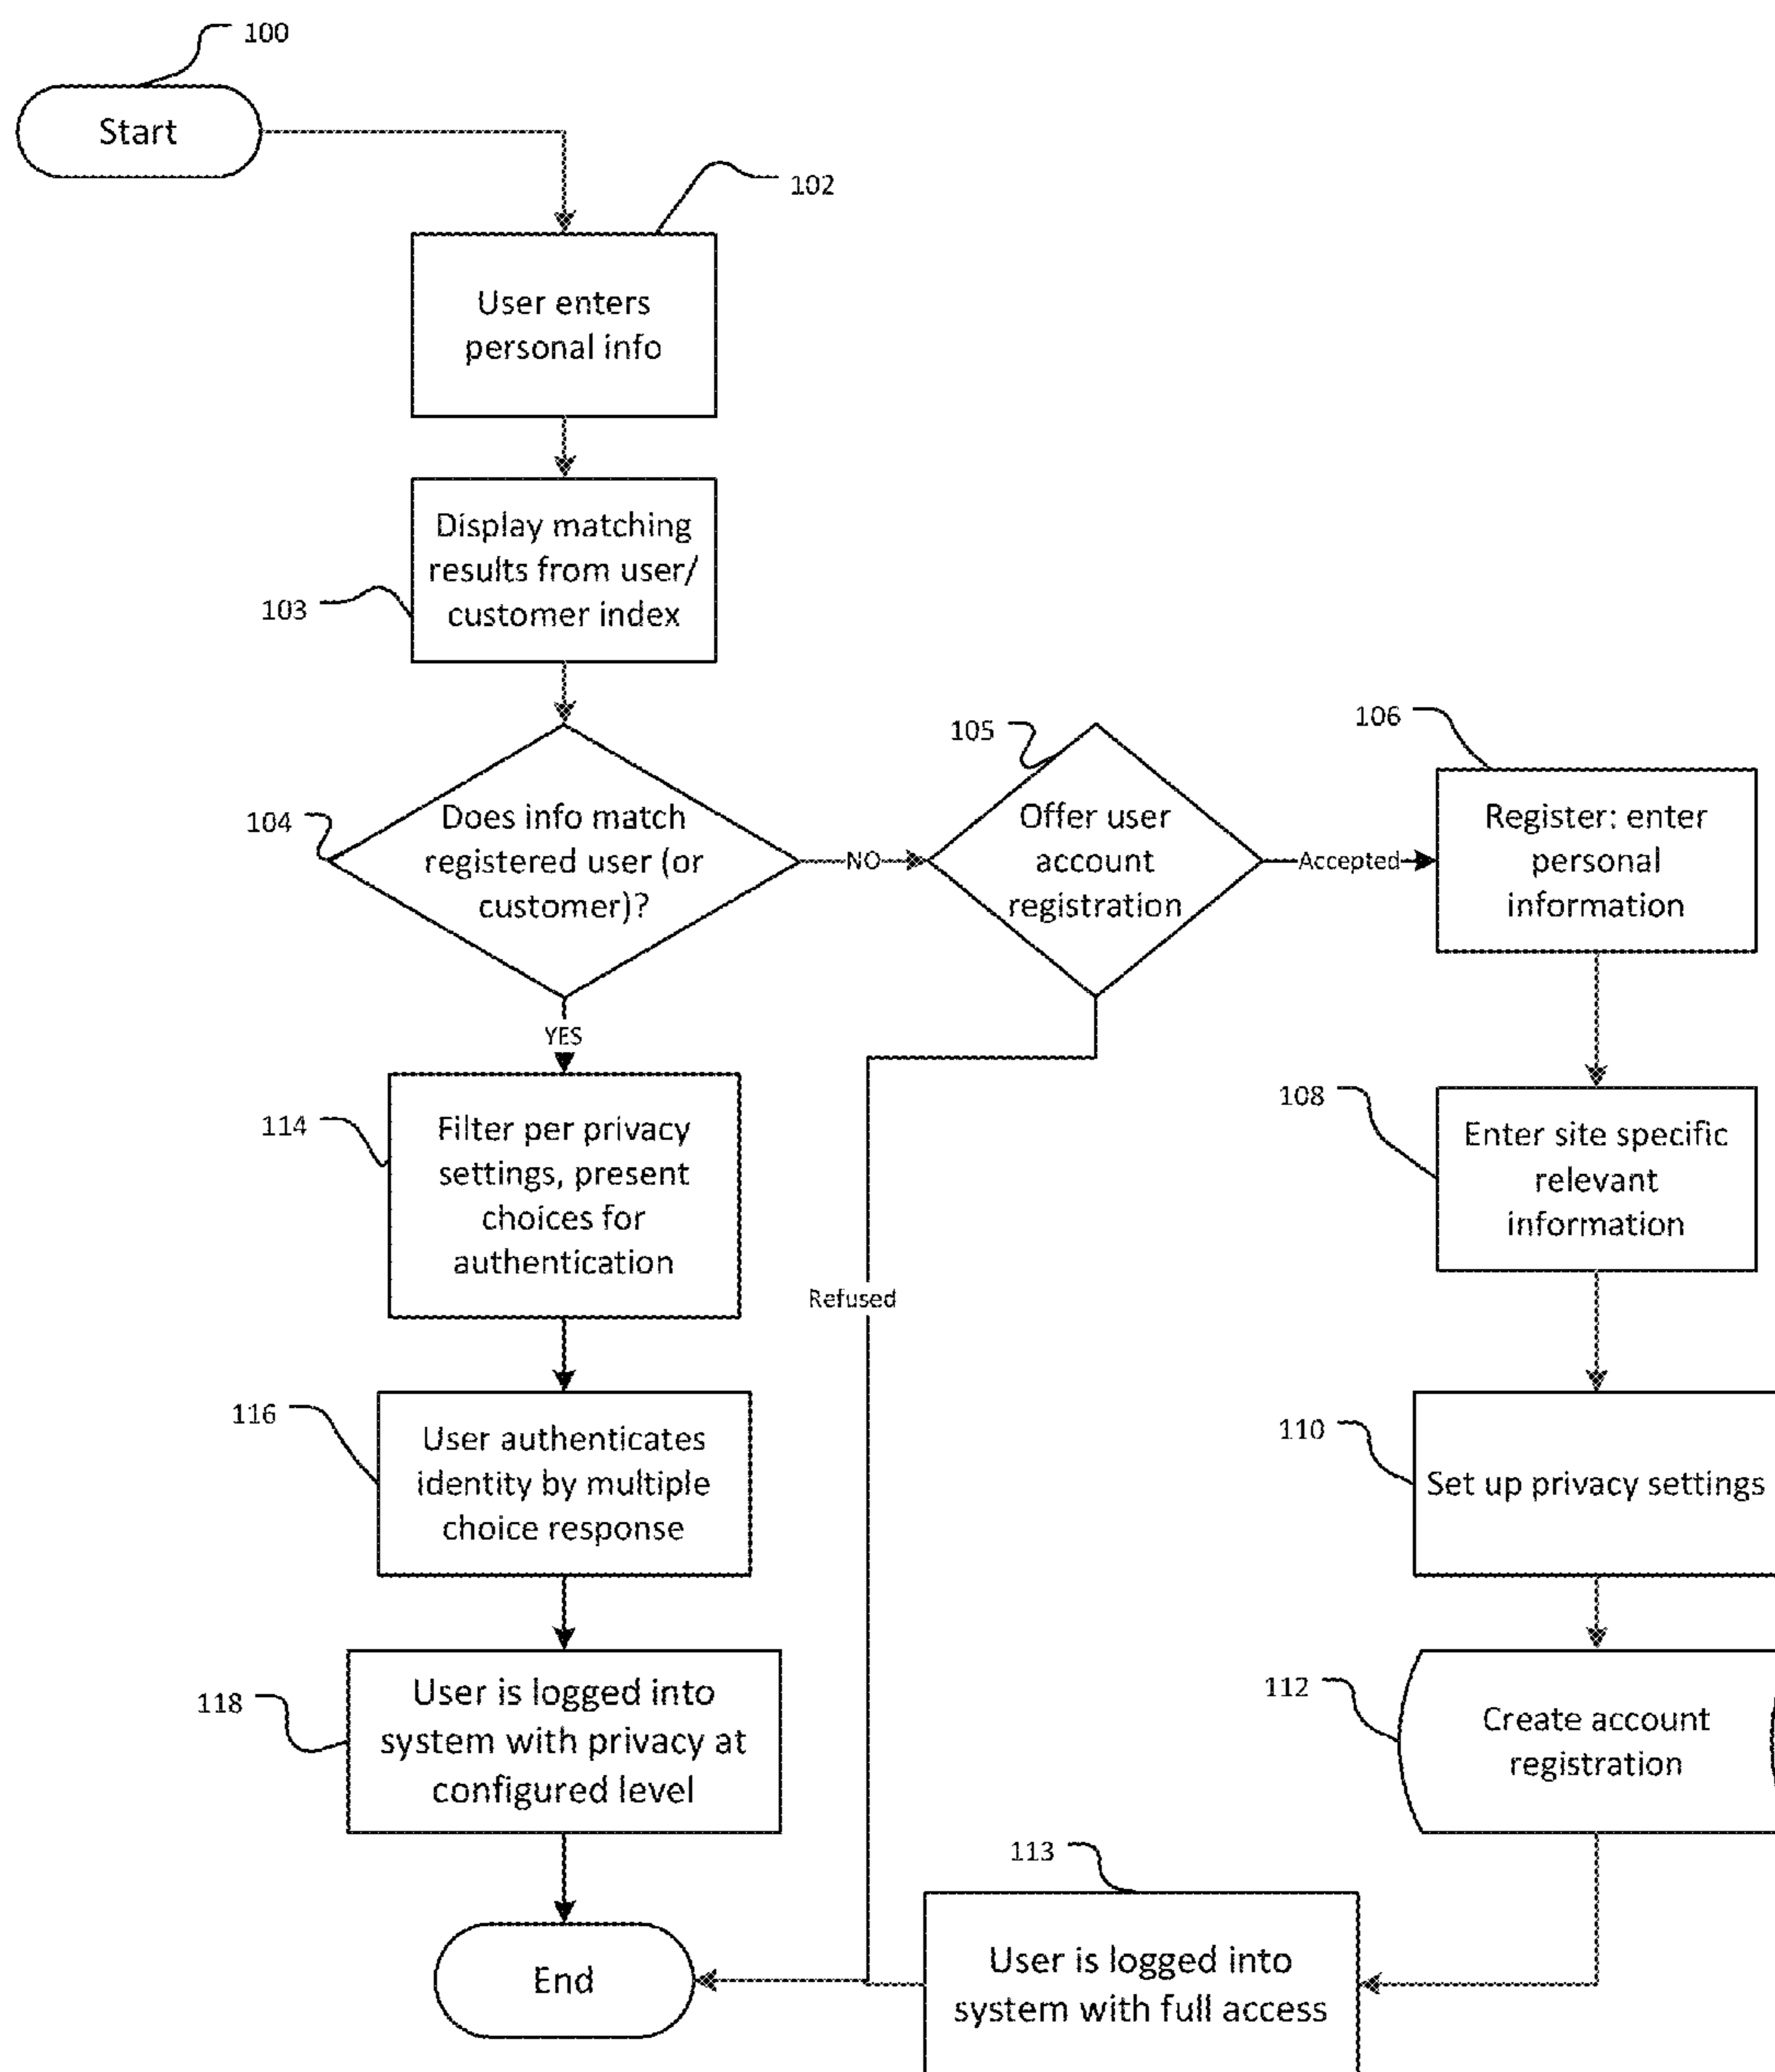 100
Start
102
User enters
personal info
Display matching
results from user/
customer index
103
104
Does info match
registered user (or
customer)?
NO
105
Offer user
account
registration
Accepted
106
Register: enter
personal
information
YES
114
Filter per privacy
settings, present
choices for
authentication
Refused
108
Enter site specific
relevant
information
116
User authenticates
identity by multiple
choice response
110
Set up privacy settings
118
User is logged into
system with privacy at
configured level
112
Create account
registration
113
User is logged into
system with full access
End